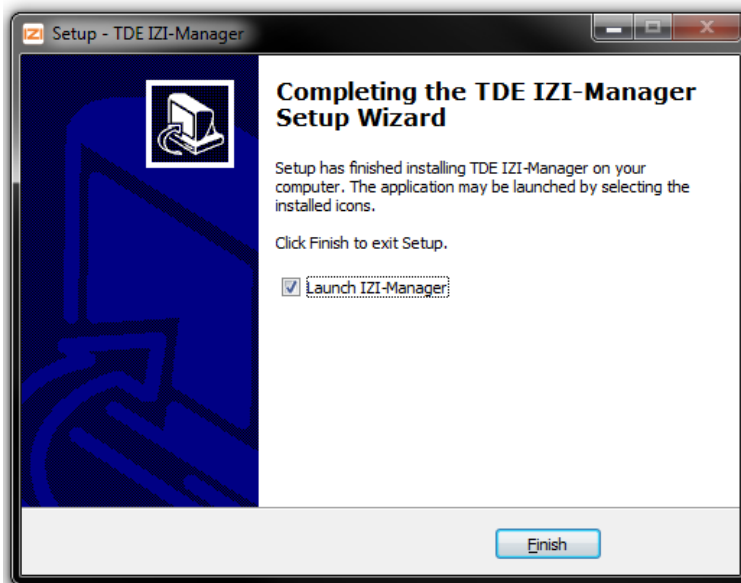 IZI Setup - TDE IZI-Manager
Completing the TDE IZI-Manager
Setup Wizard
Setup has finished installing TDE IZI-Manager on your
computer. The application may be launched by selecting the
installed icons.
Click Finish to exit Setup.
Launch IZI-Manager
Finish